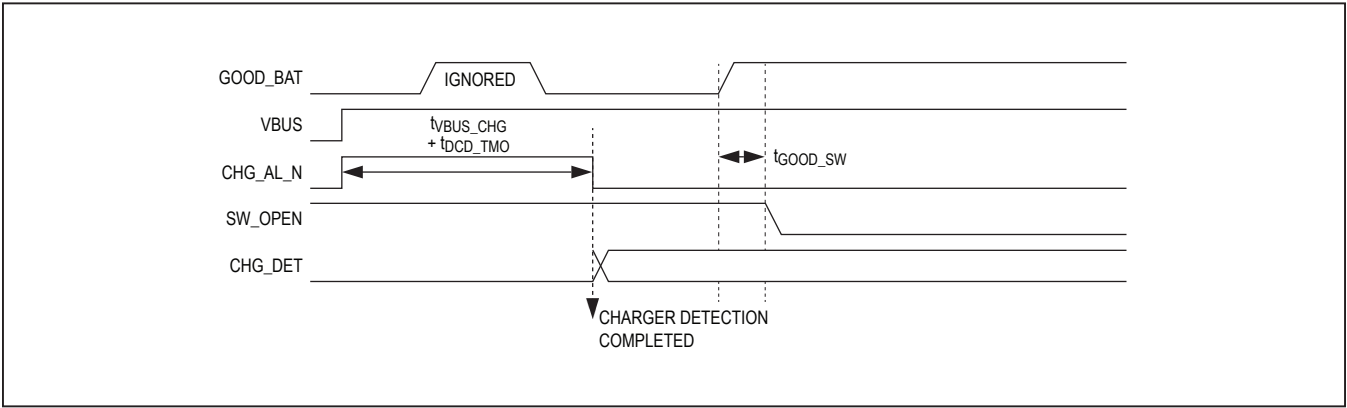 GOOD_BAT
IGNORED
VBUS
tVBUS_CHG
+ tDCD_TMO
CHG_AL_N
tGOOD_SW
SW_OPEN
CHG_DET
CHARGER DETECTION
COMPLETED